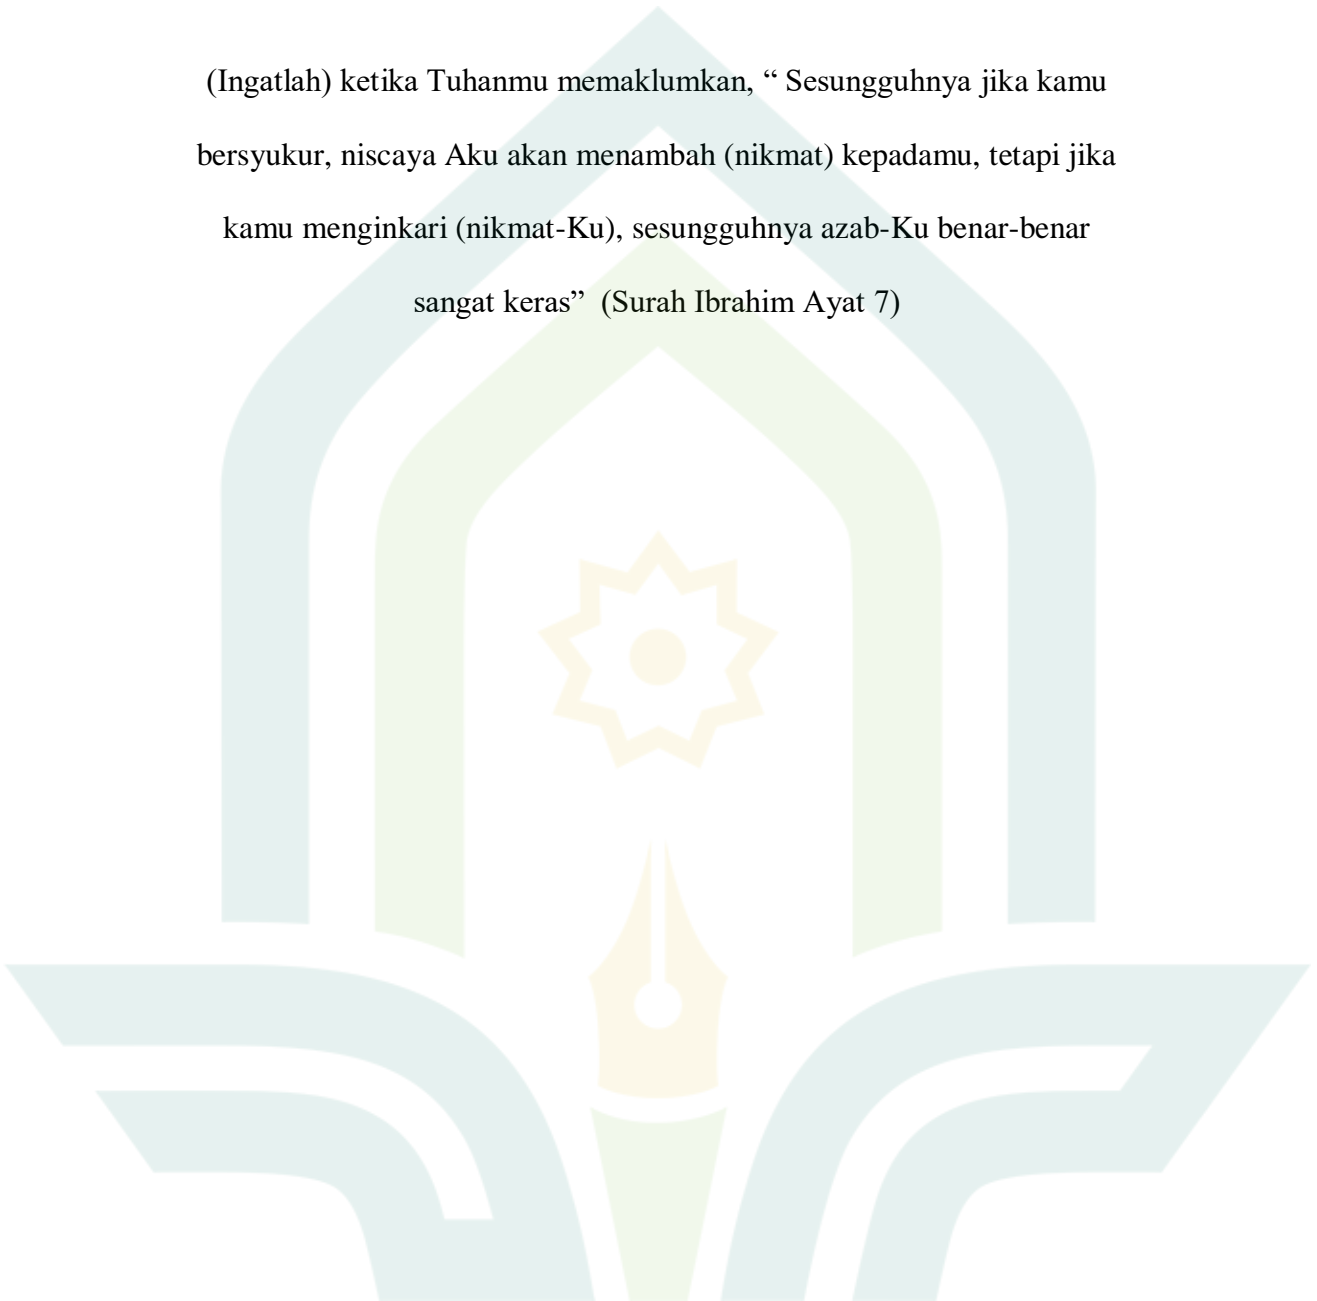 (Ingatlah) ketika Tuhanmu memaklumkan, “ Sesungguhnya jika kamu
bersyukur, niscaya Aku akan menambah (nikmat) kepadamu, tetapi jika
kamu menginkari (nikmat-Ku), sesungguhnya azab-Ku benar-benar
sangat keras”  (Surah Ibrahim Ayat 7)